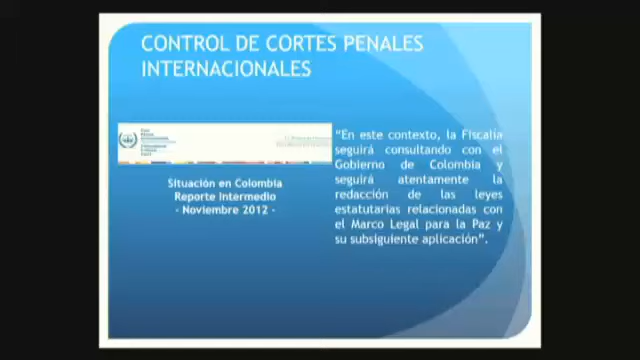 CONTROL DE CORTES PENALES
INTERNACIONALES
Situación en Colombia
Reporte Intermedio
- Noviembre 2012 -
“En este contexto, la Fiscalía
seguirá consultando con el
Gobierno de Colombia y
seguirá atentamente la
redacción de las leyes
estatutarias relacionadas con
el Marco Legal para la Paz y
su subsiguiente aplicación”.